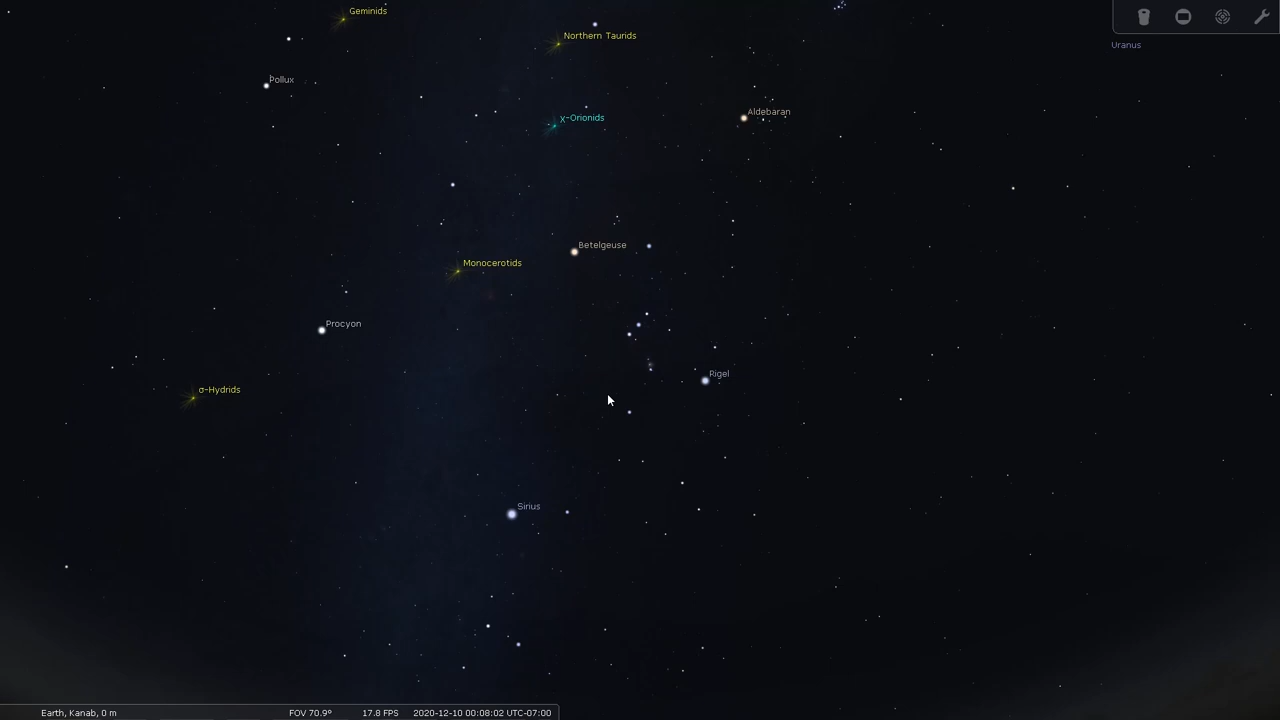 Geminids
Northern Taurids
Uranus
Pollux
Aldebaran
χ-Orionids
Betelgeuse
Monocerotids
Procyon
Rigel
σ-Hydrids
Sirius
Earth, Kanab, 0 m FOV 70.9° 17.8 FPS 2020-12-10 00:08:02 UTC-07:00